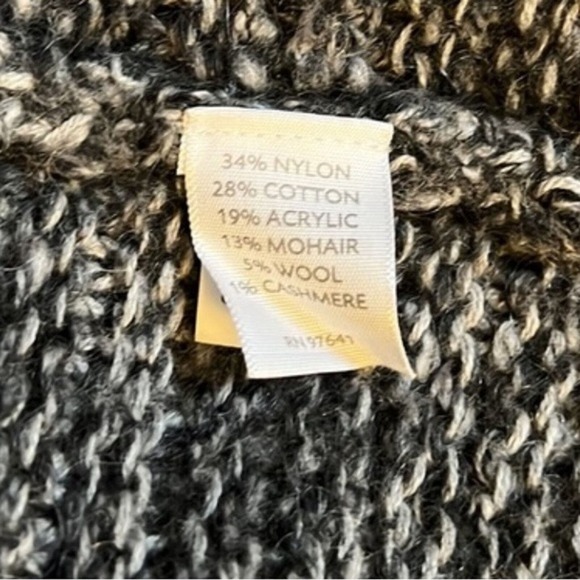 34% NYLON
28% COTTON
19% ACRYLIC
13% MOHAIR
5% WOOL
1% CASHMERE
RN 97641